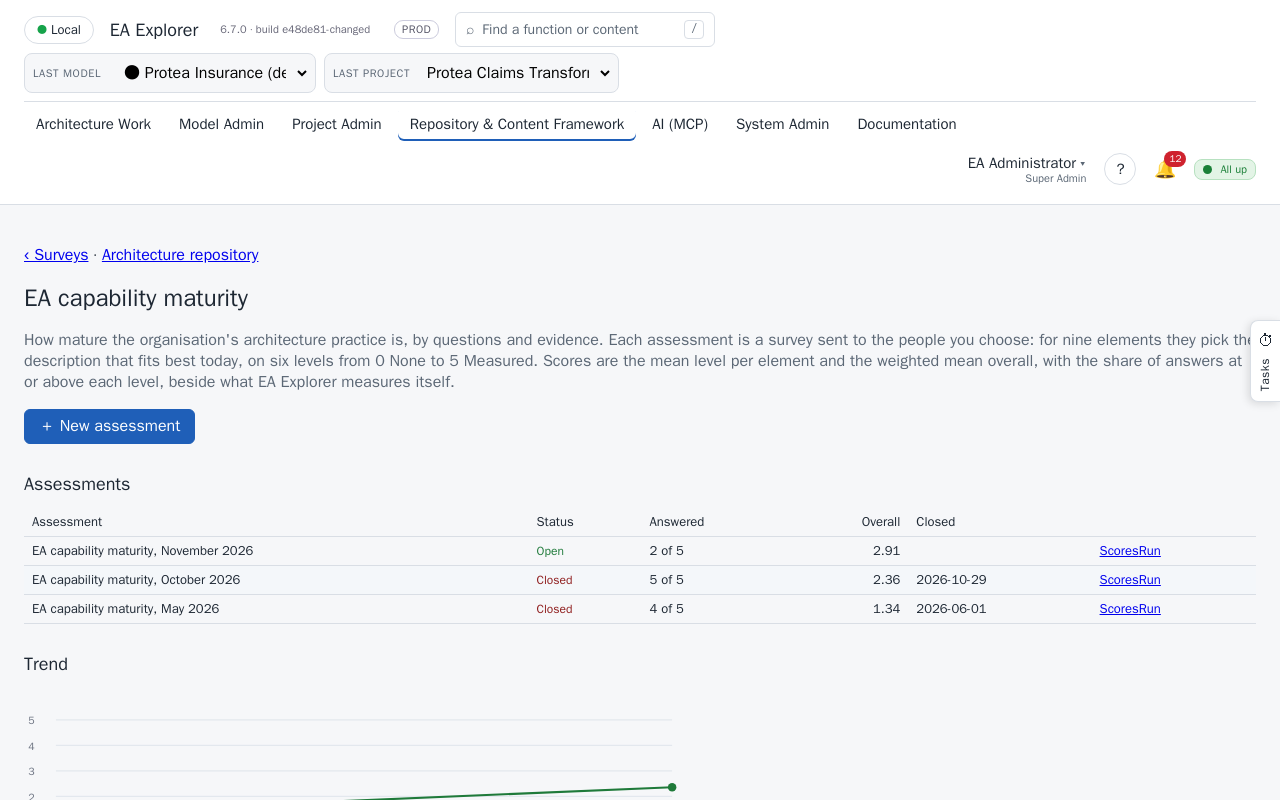 Local
EA Explorer
6.7.0 · build e48de81-changed
PROD
Find a function or content
/
LAST MODEL
Protea Insurance (de
LAST PROJECT
Protea Claims Transfor
Architecture Work
Model Admin
Project Admin
Repository & Content Framework
AI (MCP)
System Admin
Documentation
EA Administrator
Super Admin
?
12
All up
‹ Surveys · Architecture repository
EA capability maturity
How mature the organisation's architecture practice is, by questions and evidence. Each assessment is a survey sent to the people you choose: for nine elements they pick the
description that fits best today, on six levels from 0 None to 5 Measured. Scores are the mean level per element and the weighted mean overall, with the share of answers at
or above each level, beside what EA Explorer measures itself.
Tasks
＋ New assessment
Assessments
Assessment Status Answered Overall Closed
EA capability maturity, November 2026 Open 2 of 5 2.91 ScoresRun
EA capability maturity, October 2026 Closed 5 of 5 2.36 2026-10-29 ScoresRun
EA capability maturity, May 2026 Closed 4 of 5 1.34 2026-06-01 ScoresRun
Trend
5
4
3
2